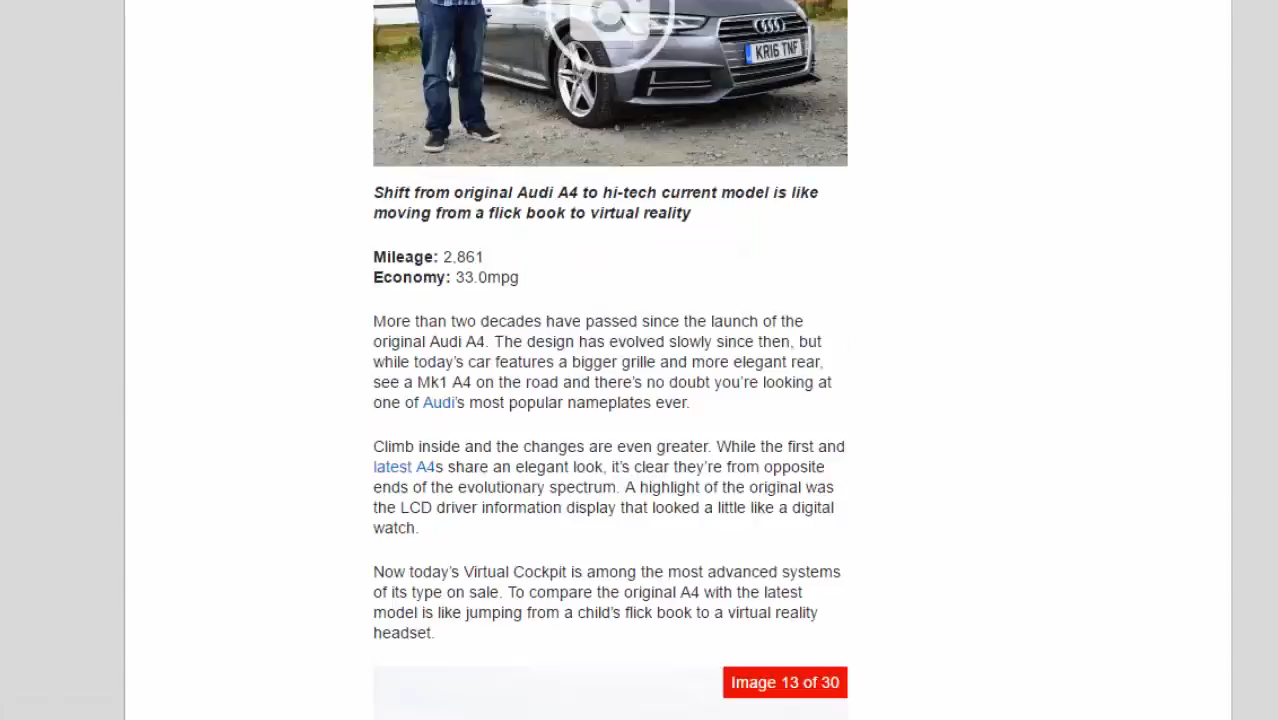 KR16 TNF
Shift from original Audi A4 to hi-tech current model is like
moving from a flick book to virtual reality
Mileage: 2,861
Economy: 33.0mpg
More than two decades have passed since the launch of the
original Audi A4. The design has evolved slowly since then, but
while today’s car features a bigger grille and more elegant rear,
see a Mk1 A4 on the road and there’s no doubt you’re looking at
one of Audi’s most popular nameplates ever.
Climb inside and the changes are even greater. While the first and
latest A4s share an elegant look, it’s clear they’re from opposite
ends of the evolutionary spectrum. A highlight of the original was
the LCD driver information display that looked a little like a digital
watch.
Now today’s Virtual Cockpit is among the most advanced systems
of its type on sale. To compare the original A4 with the latest
model is like jumping from a child’s flick book to a virtual reality
headset.
Image 13 of 30